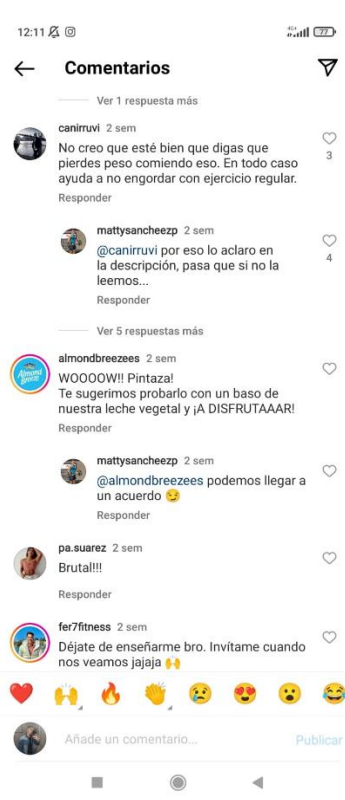 12:11
4G+
77
Comentarios
Ver 1 respuesta más
canirruvi 2 sem
No creo que esté bien que digas que
pierdes peso comiendo eso. En todo caso
ayuda a no engordar con ejercicio regular.
3
Responder
mattysancheezp 2 sem
@canirruvi por eso lo aclaro en
la descripción, pasa que si no la
leemos...
4
Responder
Ver 5 respuestas más
Almond
Breeze
almondbreezees 2 sem
WOOOOW!! Pintaza!
Te sugerimos probarlo con un baso de
nuestra leche vegetal y ¡A DISFRUTAAAR!
Responder
mattysancheezp 2 sem
@almondbreezees podemos llegar a
un acuerdo 😏
Responder
pa.suarez 2 sem
Brutal!!!
Responder
fer7fitness 2 sem
Déjate de enseñarme bro. Invítame cuando
nos veamos jajaja 🙌
❤️ 🙌 🔥 👏 😢 😍 😮 😂
Añade un comentario...
Publicar